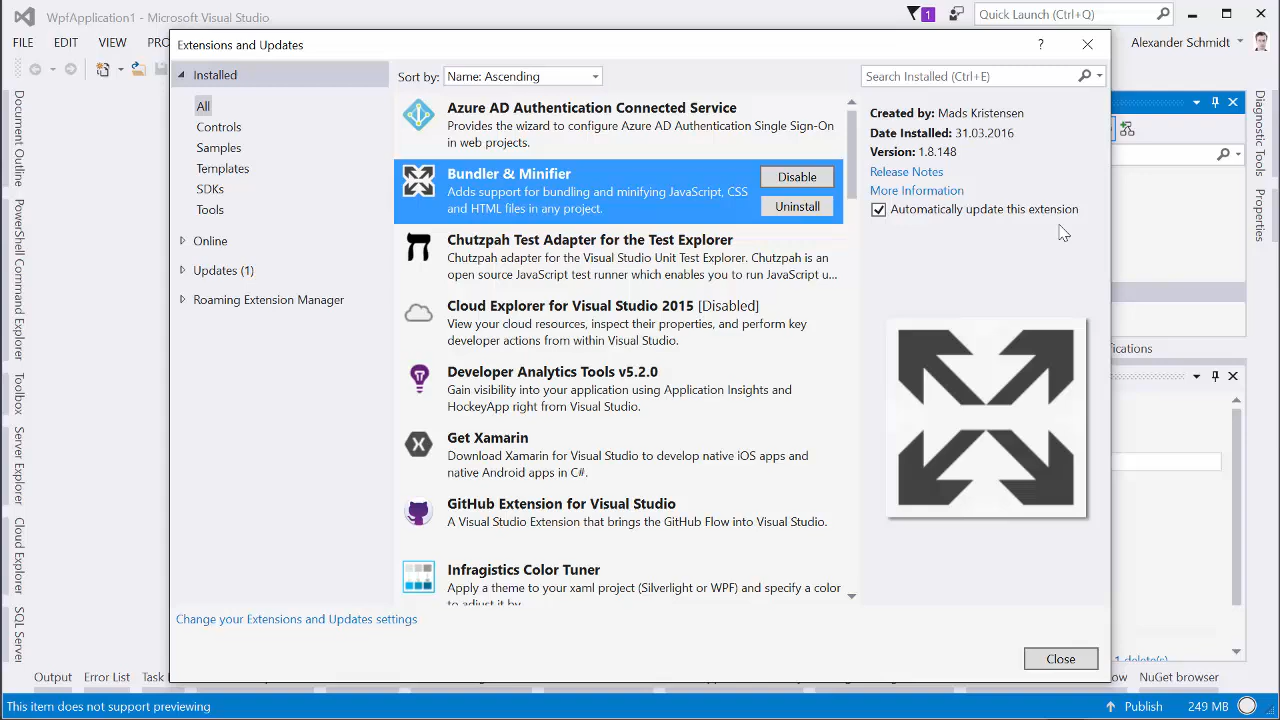 WpfApplication1 - Microsoft Visual Studio
1
Quick Launch (Ctrl+Q)
FILE
EDIT
VIEW
Alexander Schmidt
Extensions and Updates
?
Installed
All
Controls
Samples
Templates
SDKs
Tools
Online
Updates (1)
Roaming Extension Manager
Change your Extensions and Updates settings
Sort by:
Name: Ascending
Azure AD Authentication Connected Service
Provides the wizard to configure Azure AD Authentication Single Sign-On
in web projects.
Bundler & Minifier
Adds support for bundling and minifying JavaScript, CSS
and HTML files in any project.
Disable
Uninstall
Chutzpah Test Adapter for the Test Explorer
Chutzpah adapter for the Visual Studio Unit Test Explorer. Chutzpah is an
open source JavaScript test runner which enables you to run JavaScript u...
Cloud Explorer for Visual Studio 2015 [Disabled]
View your cloud resources, inspect their properties, and perform key
developer actions from within Visual Studio.
Developer Analytics Tools v5.2.0
Gain visibility into your application using Application Insights and
HockeyApp right from Visual Studio.
Get Xamarin
Download Xamarin for Visual Studio to develop native iOS apps and
native Android apps in C#.
GitHub Extension for Visual Studio
A Visual Studio Extension that brings the GitHub Flow into Visual Studio.
Infragistics Color Tuner
Apply a theme to your xaml project (Silverlight or WPF) and specify a color
to adjust it by
Search Installed (Ctrl+E)
Created by: Mads Kristensen
Date Installed: 31.03.2016
Version: 1.8.148
Release Notes
More Information
Automatically update this extension
Close
Document Outline
PowerShell Command Explorer
Toolbox
Server Explorer
Cloud Explorer
SQL Server
Diagnostic Tools
Properties
Output
Error List
Task
NuGet browser
This item does not support previewing
Publish
249 MB